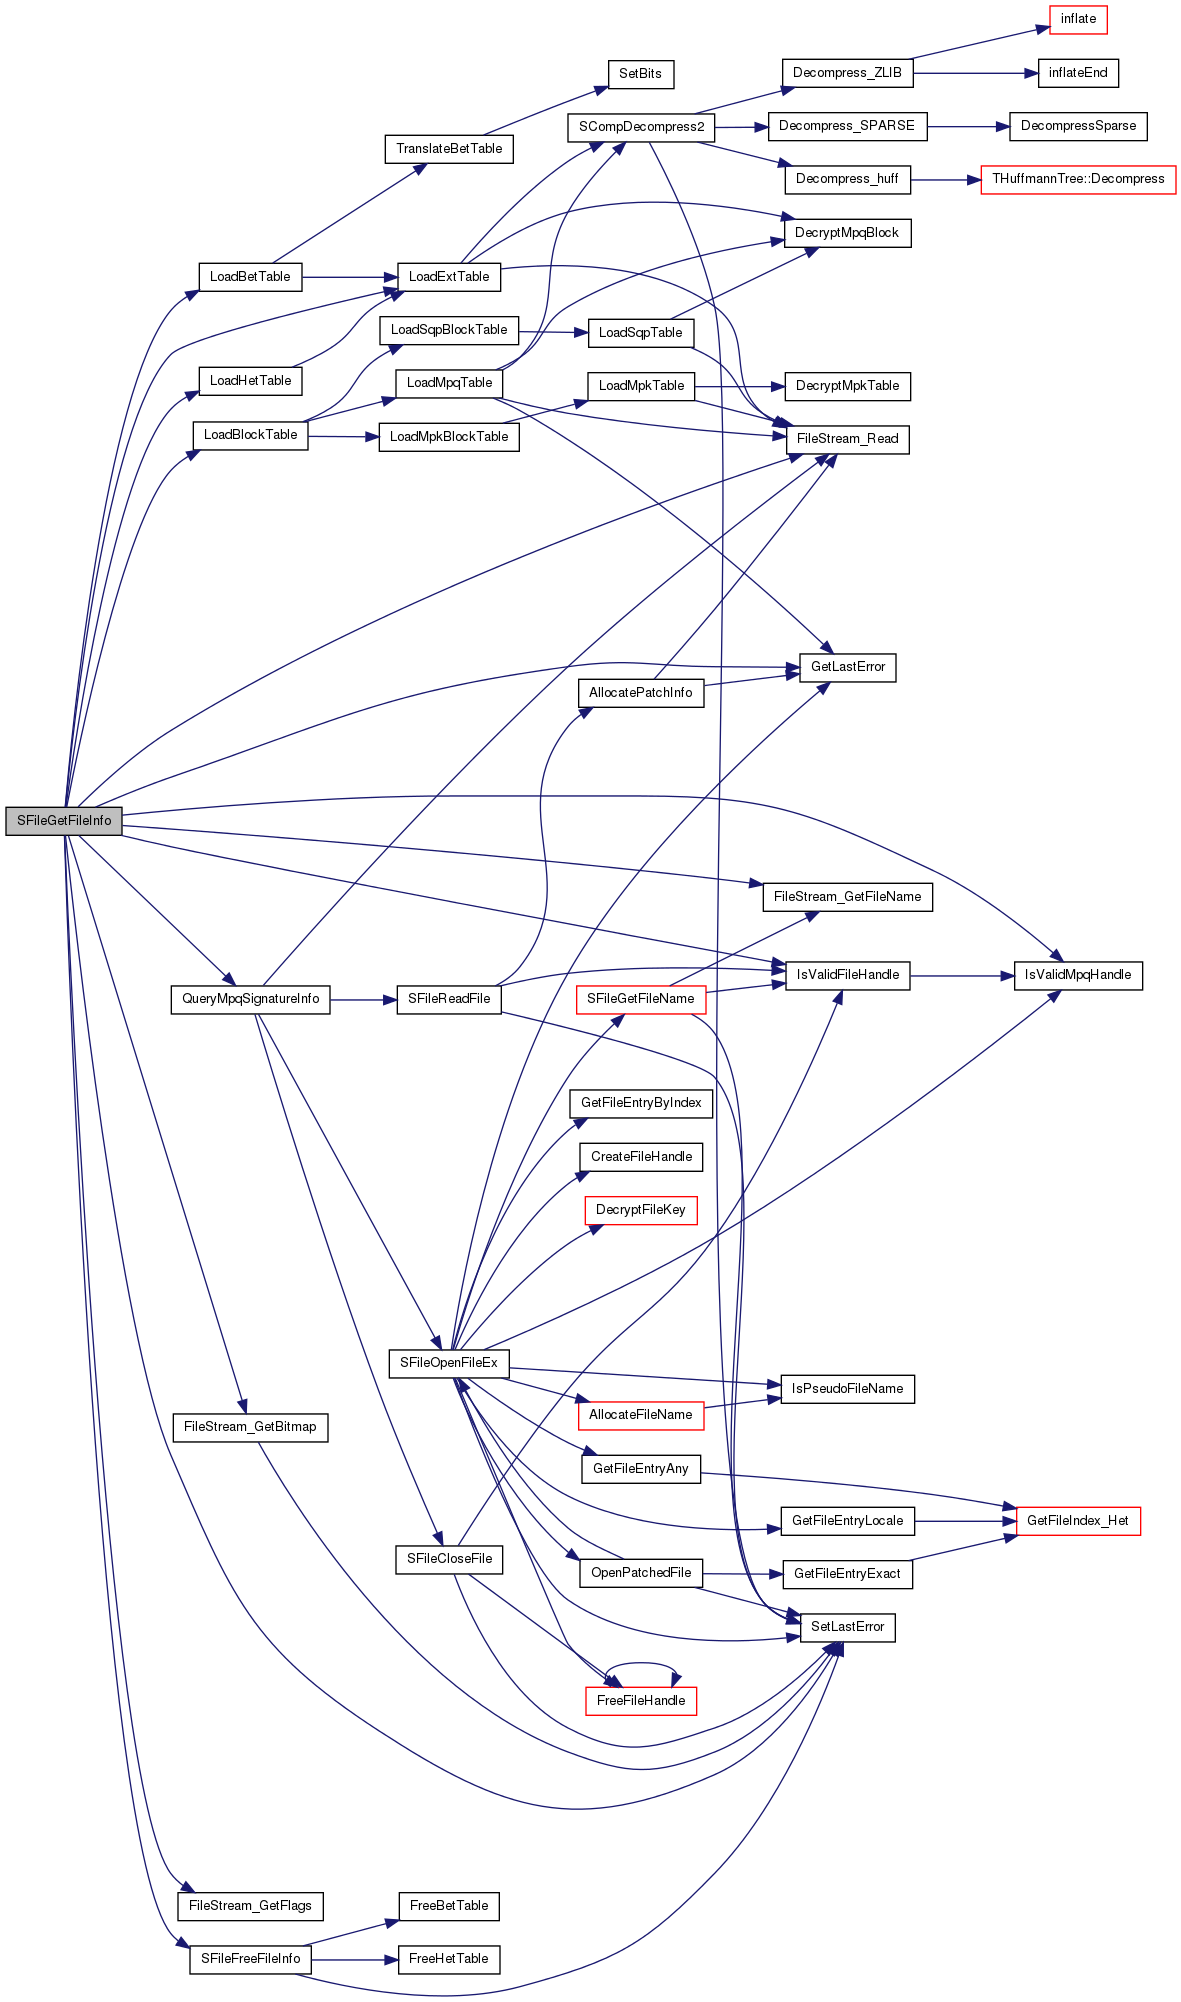 inflate
SetBits
Decompress_ZLIB
inflateEnd
SCompDecompress2
Decompress_SPARSE
DecompressSparse
TranslateBetTable
Decompress_huff
THuffmannTree::Decompress
DecryptMpqBlock
LoadBetTable
LoadExtTable
LoadSqpBlockTable
LoadSqpTable
LoadHetTable
LoadMpqTable
LoadMpkTable
DecryptMpkTable
LoadBlockTable
LoadMpkBlockTable
FileStream_Read
GetLastError
AllocatePatchInfo
SFileGetFileInfo
FileStream_GetFileName
IsValidFileHandle
IsValidMpqHandle
QueryMpqSignatureInfo
SFileReadFile
SFileGetFileName
GetFileEntryByIndex
CreateFileHandle
DecryptFileKey
SFileOpenFileEx
IsPseudoFileName
AllocateFileName
FileStream_GetBitmap
GetFileEntryAny
GetFileEntryLocale
GetFileIndex_Het
SFileCloseFile
OpenPatchedFile
GetFileEntryExact
SetLastError
FreeFileHandle
FileStream_GetFlags
FreeBetTable
SFileFreeFileInfo
FreeHetTable